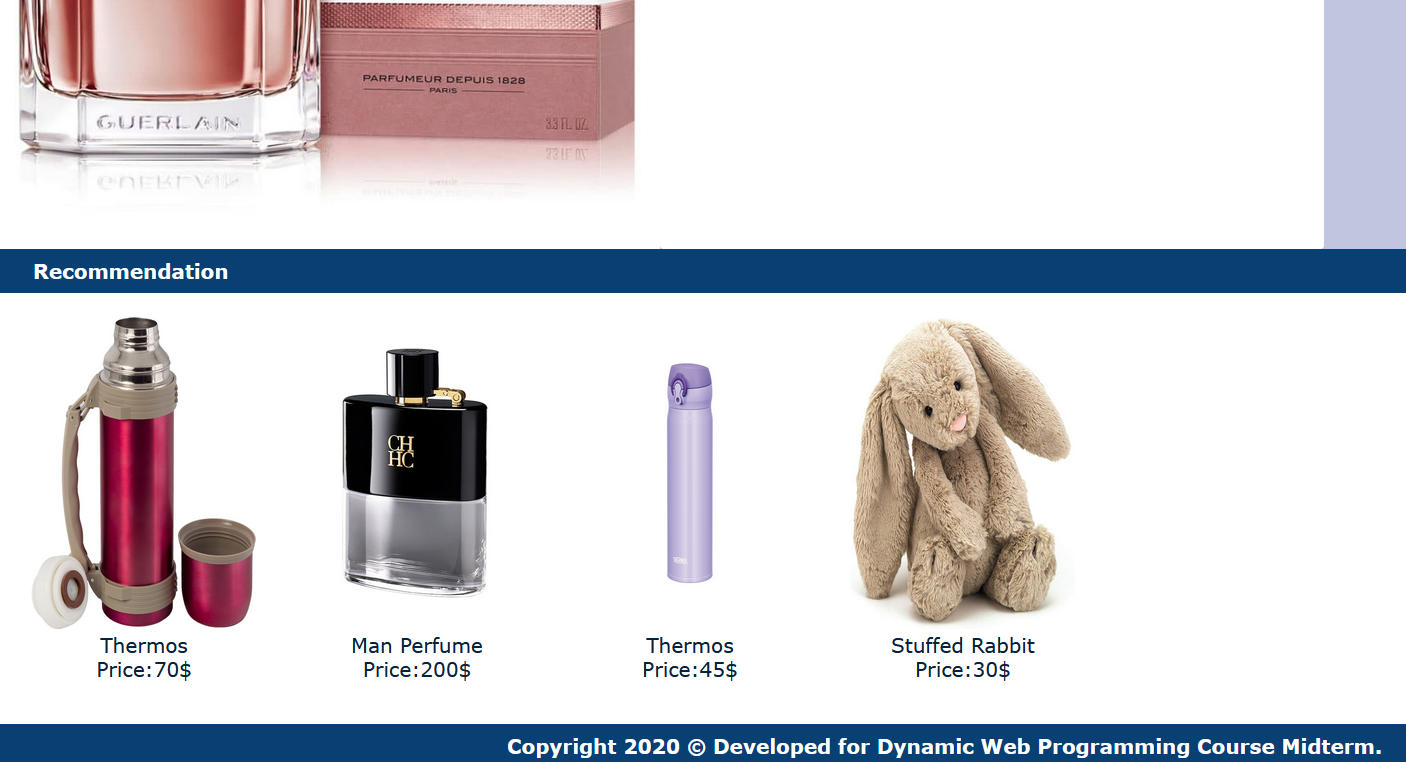 PARFUMEUR DEPUIS 1828
PARIS
GUERLAIN
3.3 FL. OZ.
Recommendation
CH
HC
Thermos
Price:70$
Man Perfume
Price:200$
Thermos
Price:45$
Stuffed Rabbit
Price:30$
Copyright 2020 © Developed for Dynamic Web Programming Course Midterm.